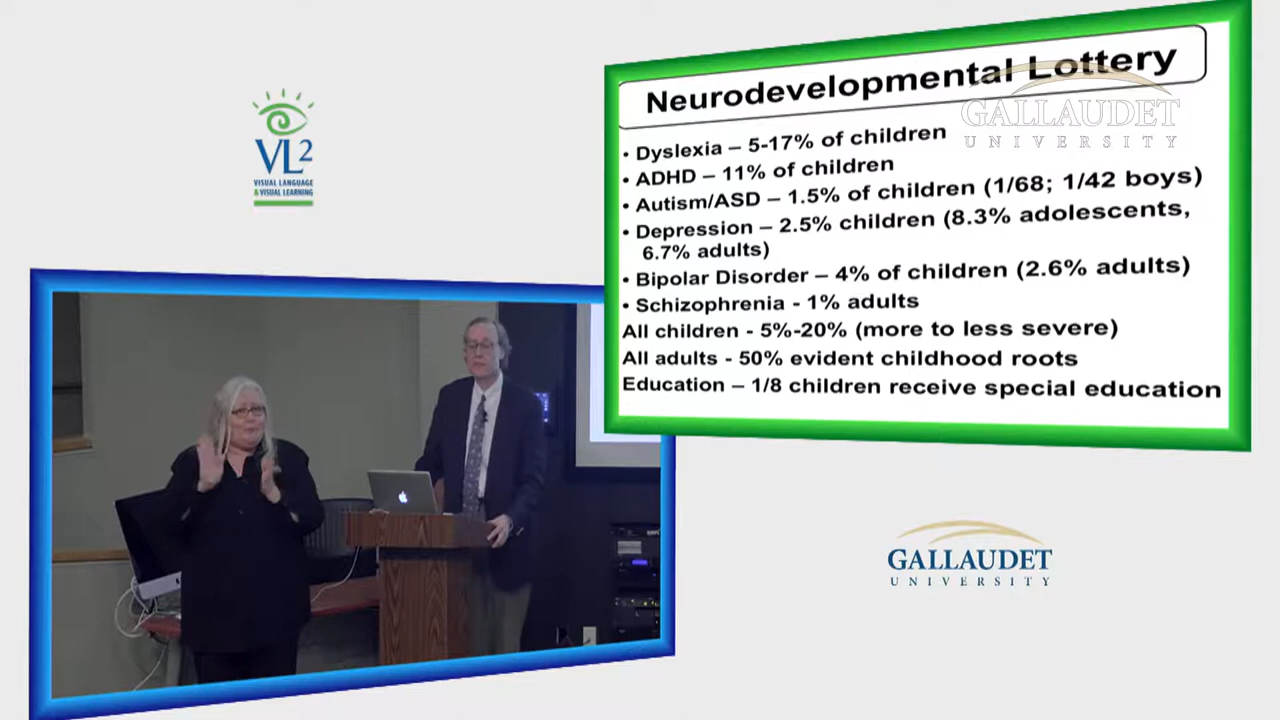 VL2
VISUAL LANGUAGE
& VISUAL LEARNING
Neurodevelopmental Lottery
GALLAUDET
UNIVERSITY
• Dyslexia – 5-17% of children
• ADHD – 11% of children
• Autism/ASD – 1.5% of children (1/68; 1/42 boys)
• Depression – 2.5% children (8.3% adolescents,
6.7% adults)
• Bipolar Disorder – 4% of children (2.6% adults)
• Schizophrenia - 1% adults
All children - 5%-20% (more to less severe)
All adults - 50% evident childhood roots
Education – 1/8 children receive special education
GALLAUDET
UNIVERSITY